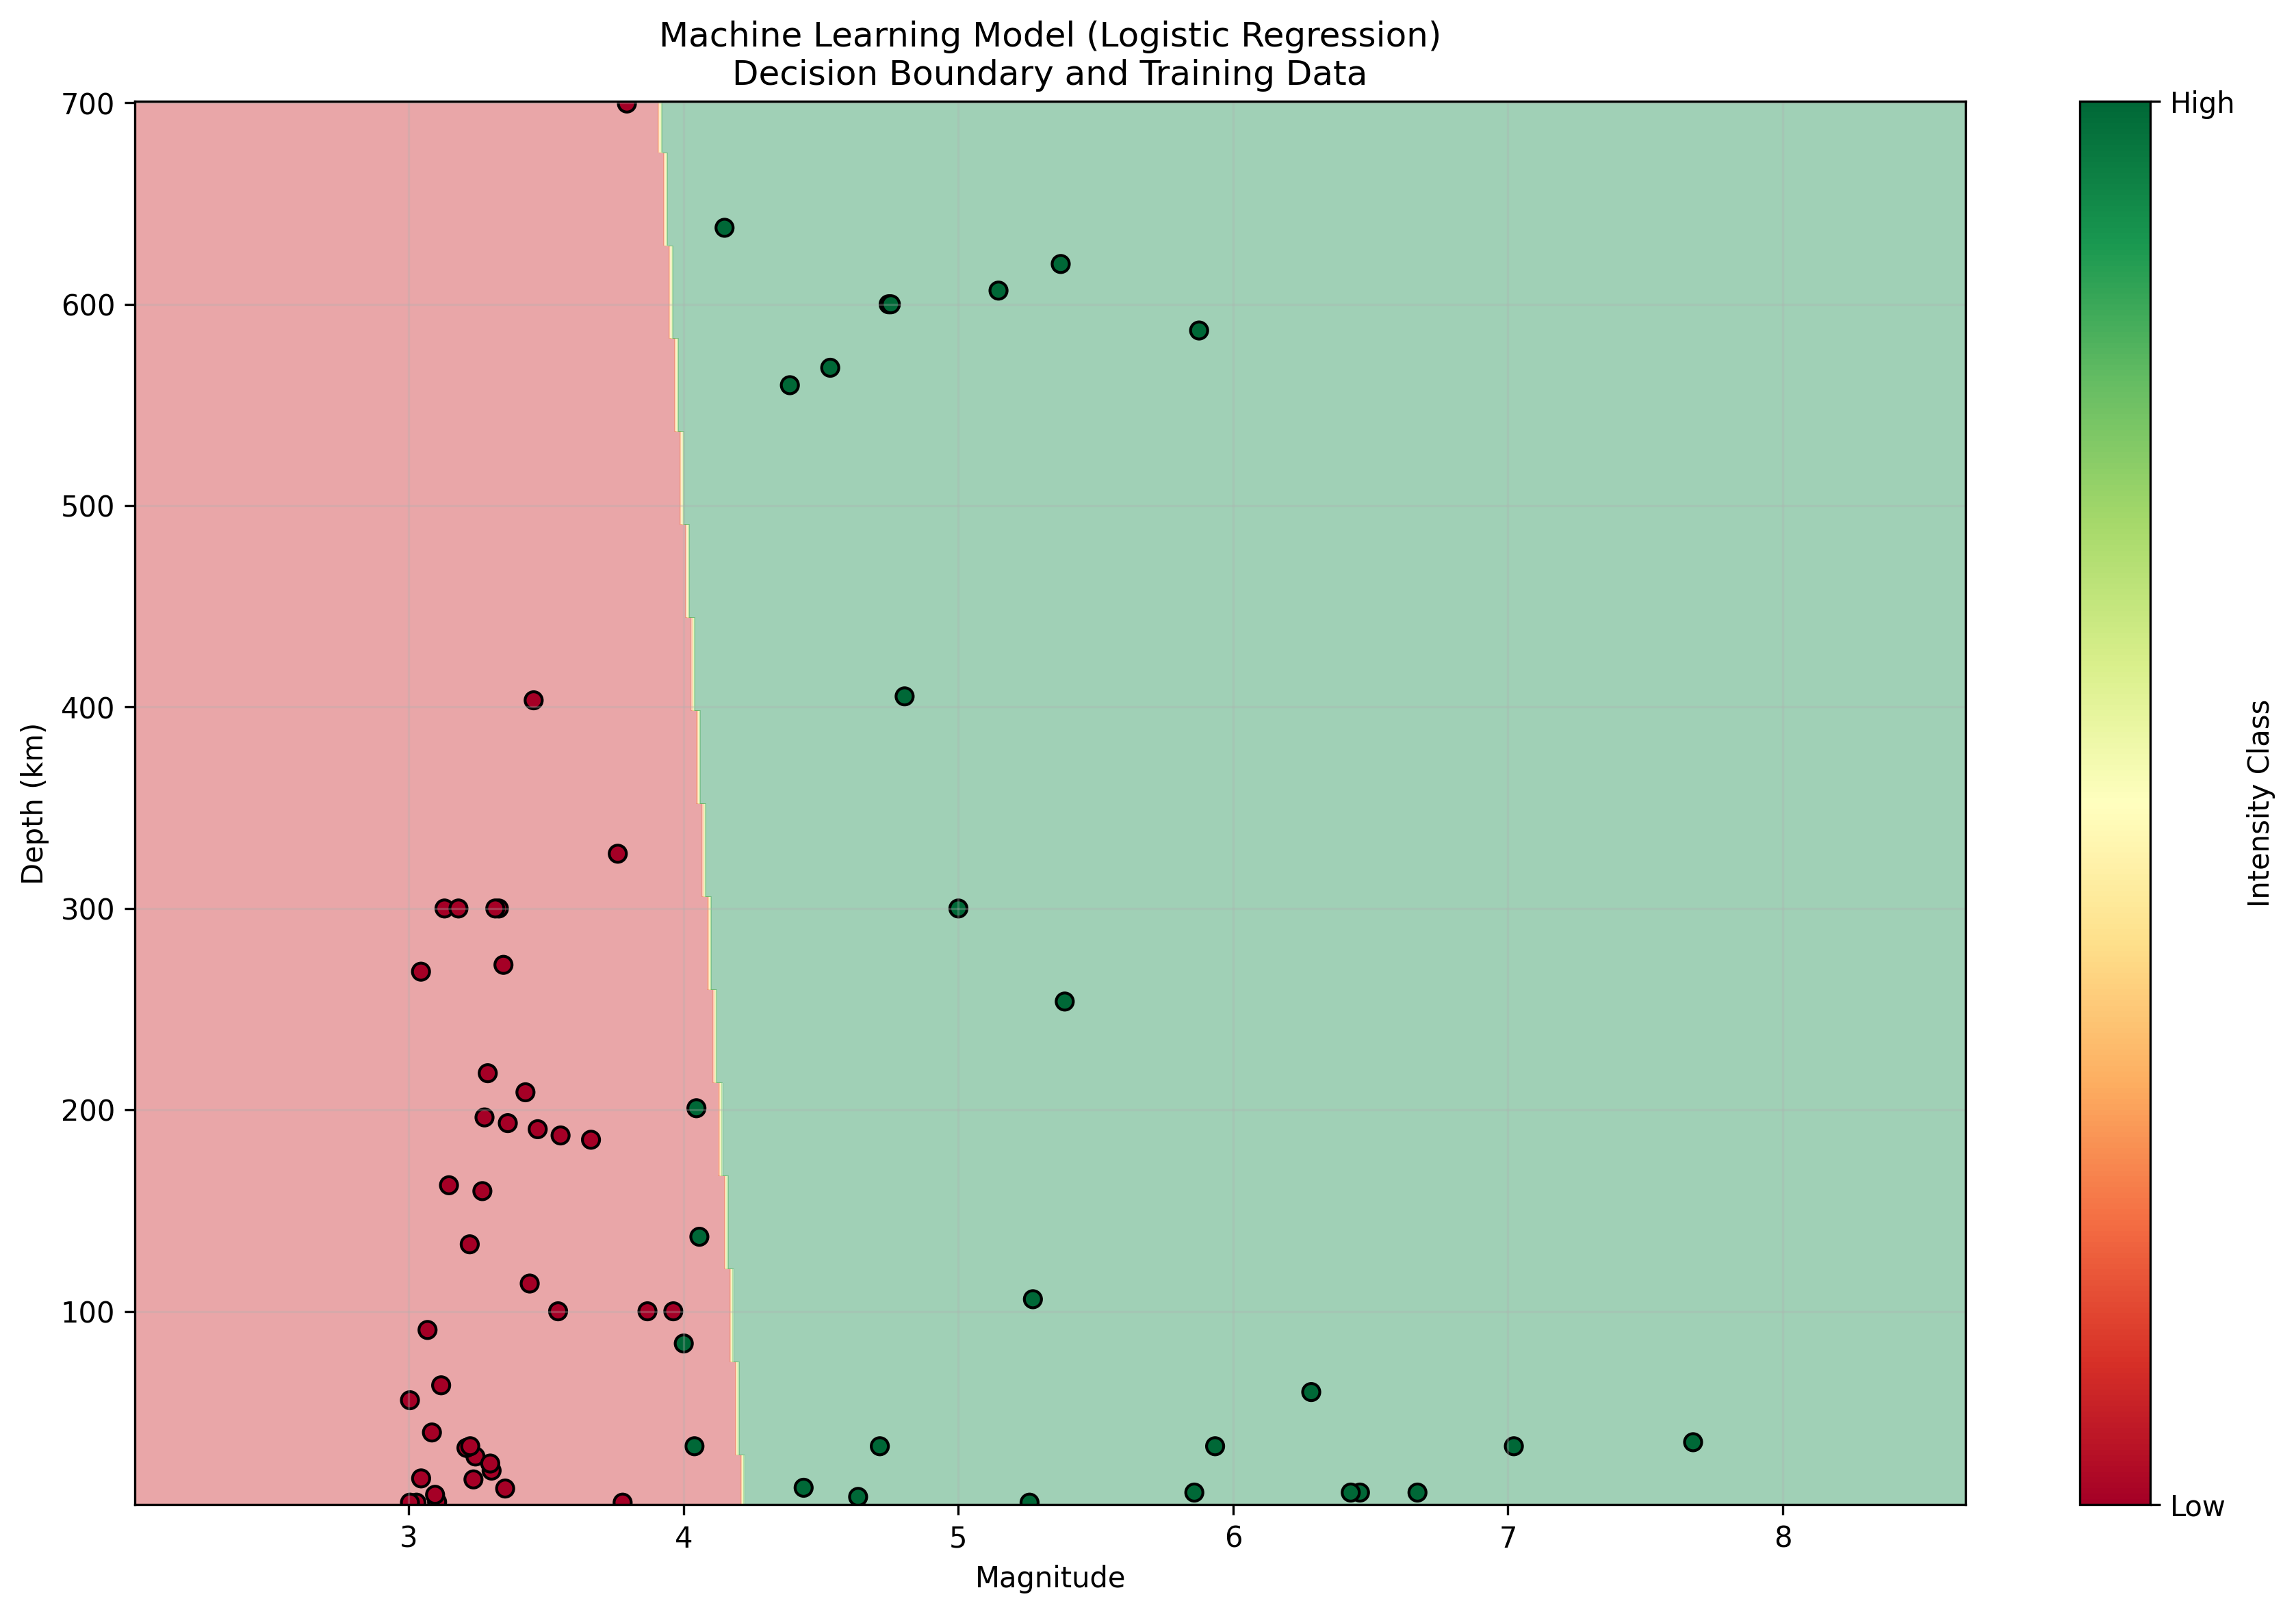 Machine Learning Model (Logistic Regression)
Decision Boundary and Training Data
700
600
500
400
300
200
100
Depth (km)
3
4
5
6
7
8
Magnitude
High
Low
Intensity Class